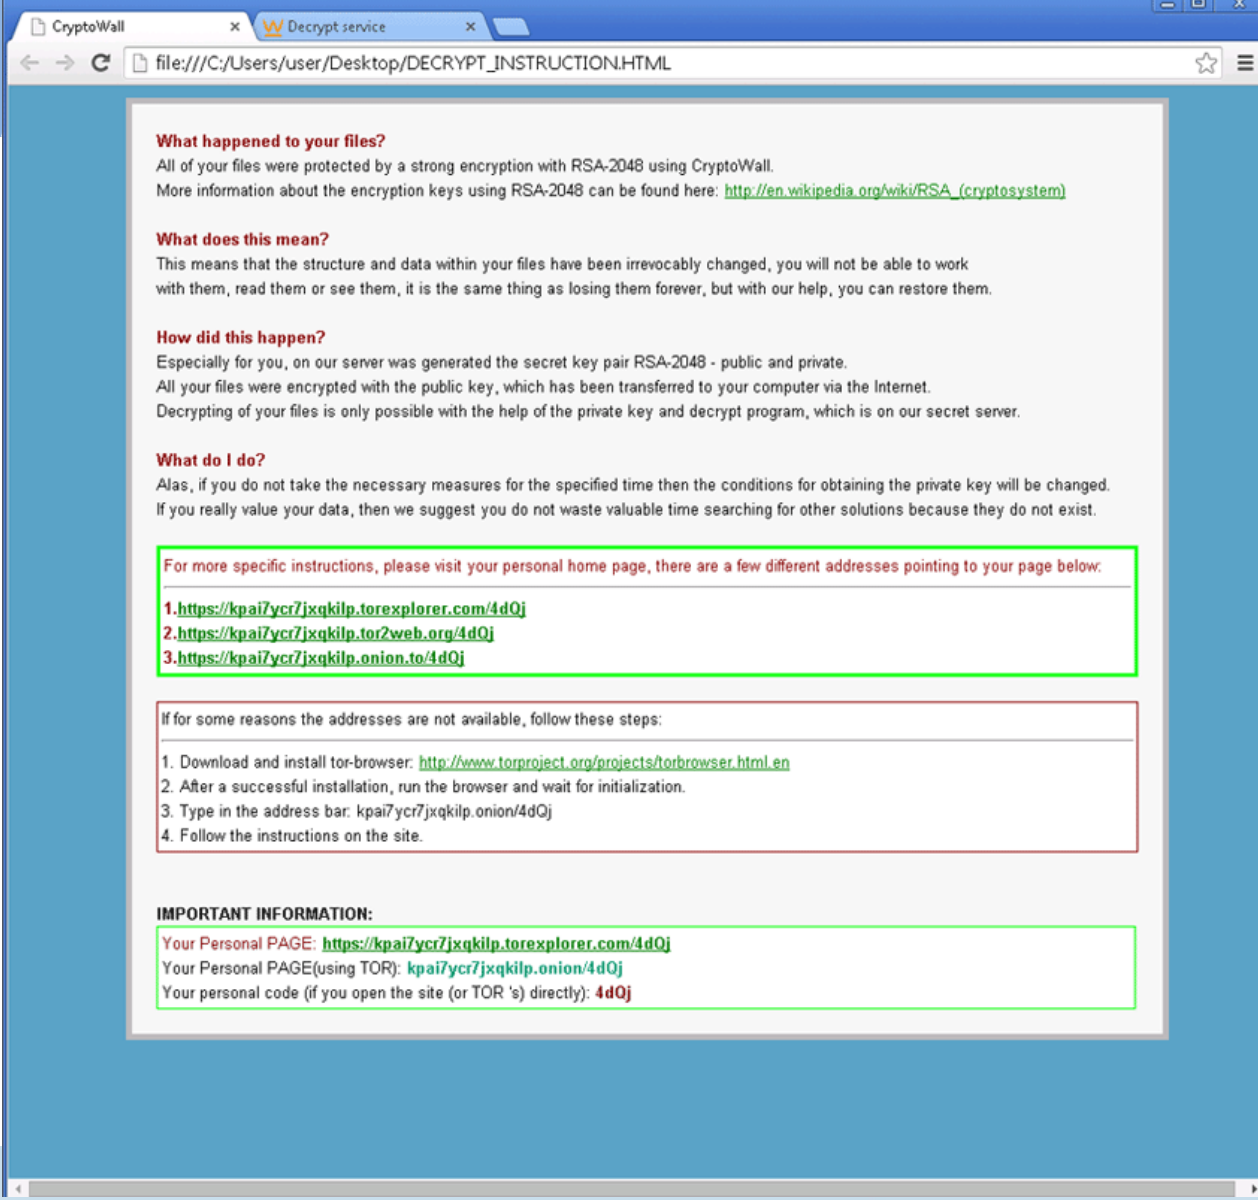 CryptoWall
Decrypt service
file:///C:/Users/user/Desktop/DECRYPT_INSTRUCTION.HTML
What happened to your files?
All of your files were protected by a strong encryption with RSA-2048 using CryptoWall.
More information about the encryption keys using RSA-2048 can be found here: http://en.wikipedia.org/wiki/RSA_(cryptosystem)
What does this mean?
This means that the structure and data within your files have been irrevocably changed, you will not be able to work
with them, read them or see them, it is the same thing as losing them forever, but with our help, you can restore them.
How did this happen?
Especially for you, on our server was generated the secret key pair RSA-2048 - public and private.
All your files were encrypted with the public key, which has been transferred to your computer via the Internet.
Decrypting of your files is only possible with the help of the private key and decrypt program, which is on our secret server.
What do I do?
Alas, if you do not take the necessary measures for the specified time then the conditions for obtaining the private key will be changed.
If you really value your data, then we suggest you do not waste valuable time searching for other solutions because they do not exist.
For more specific instructions, please visit your personal home page, there are a few different addresses pointing to your page below:
1.https://kpai7ycr7jxqkilp.torexplorer.com/4dQj
2.https://kpai7ycr7jxqkilp.tor2web.org/4dQj
3.https://kpai7ycr7jxqkilp.onion.to/4dQj
If for some reasons the addresses are not available, follow these steps:
1. Download and install tor-browser: http://www.torproject.org/projects/torbrowser.html.en
2. After a successful installation, run the browser and wait for initialization.
3. Type in the address bar: kpai7ycr7jxqkilp.onion/4dQj
4. Follow the instructions on the site.
IMPORTANT INFORMATION:
Your Personal PAGE: https://kpai7ycr7jxqkilp.torexplorer.com/4dQj
Your Personal PAGE(using TOR): kpai7ycr7jxqkilp.onion/4dQj
Your personal code (if you open the site (or TOR 's) directly): 4dQj